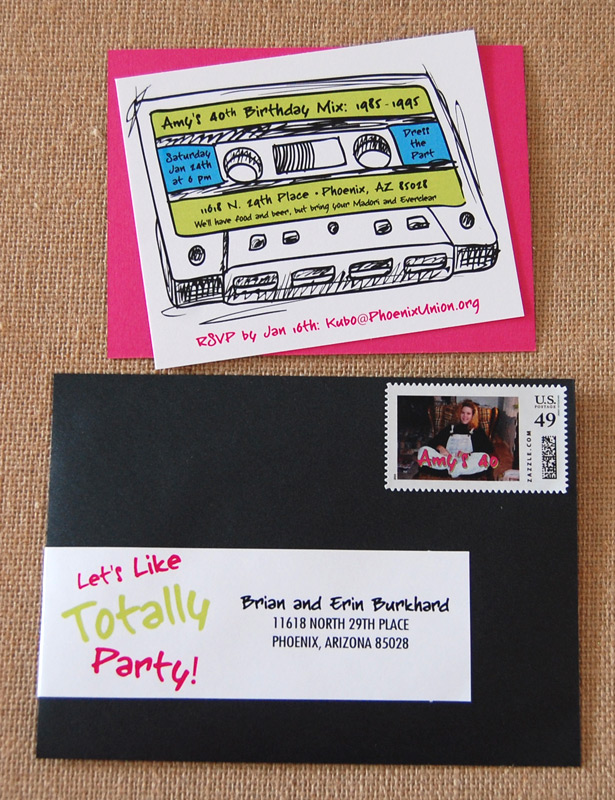 Amy's 40th Birthday Mix: 1985-1995
Saturday
Jan 24th
at 6 pm
Dress
the
Part
11618 N. 29th Place • Phoenix, AZ 85028
We'll have food and beer, but bring your Madori and Everclear
RSVP by Jan 16th: Kubo@PhoenixUnion.org
U.S.
POSTAGE
49
ZAZZLE.COM
Amy's 40
Let's Like
Totally
Party!
Brian and Erin Burkhard
11618 NORTH 29TH PLACE
PHOENIX, ARIZONA 85028